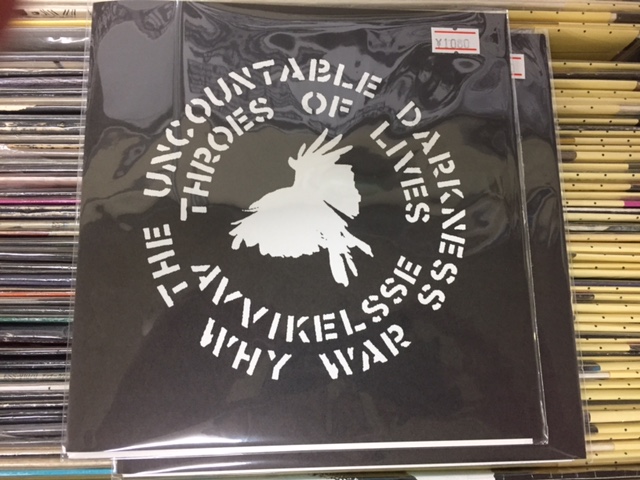 ¥1080
THE UNCOUNTABLE DARKNESS
THROES OF LIVES
AVVIKELSSE
WHY WAR